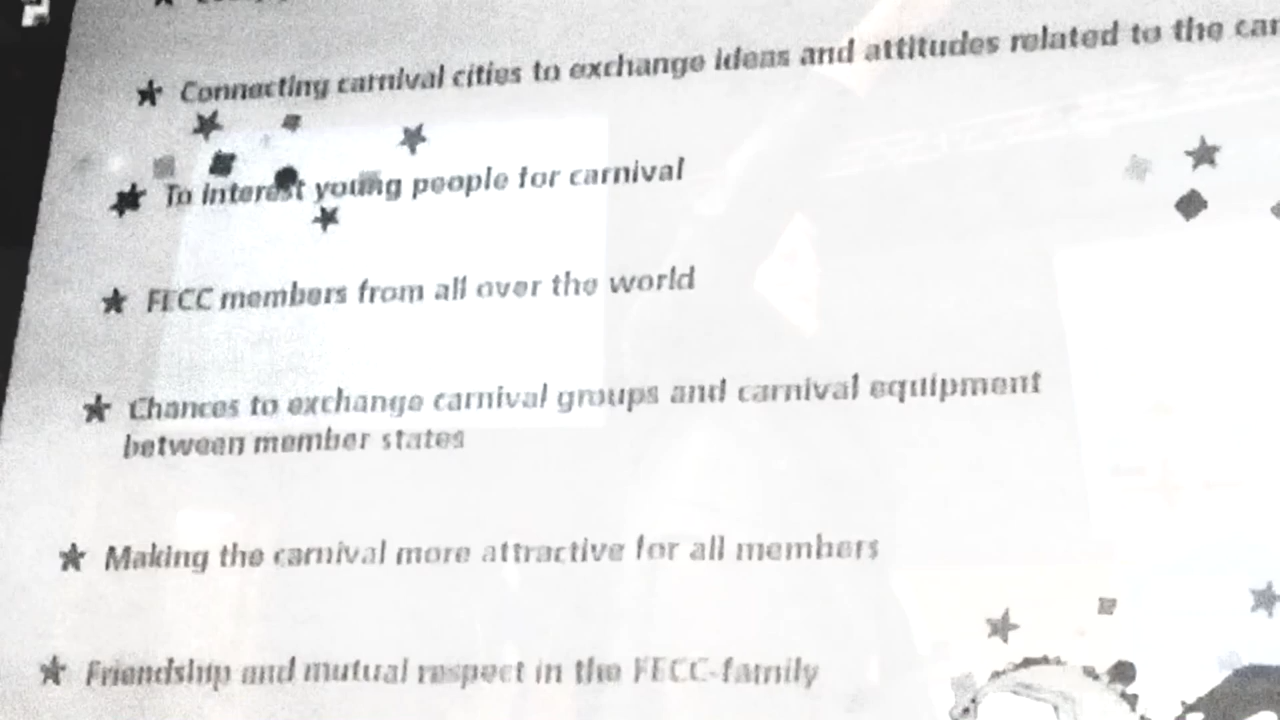 Connecting carnival cities to exchange ideas and attitudes related to the
To interest young people for carnival
FECC members from all over the world
Chances to exchange carnival groups and carnival equipment
between member states
Making the carnival more attractive for all members
Friendship and mutual respect in the FECC-family